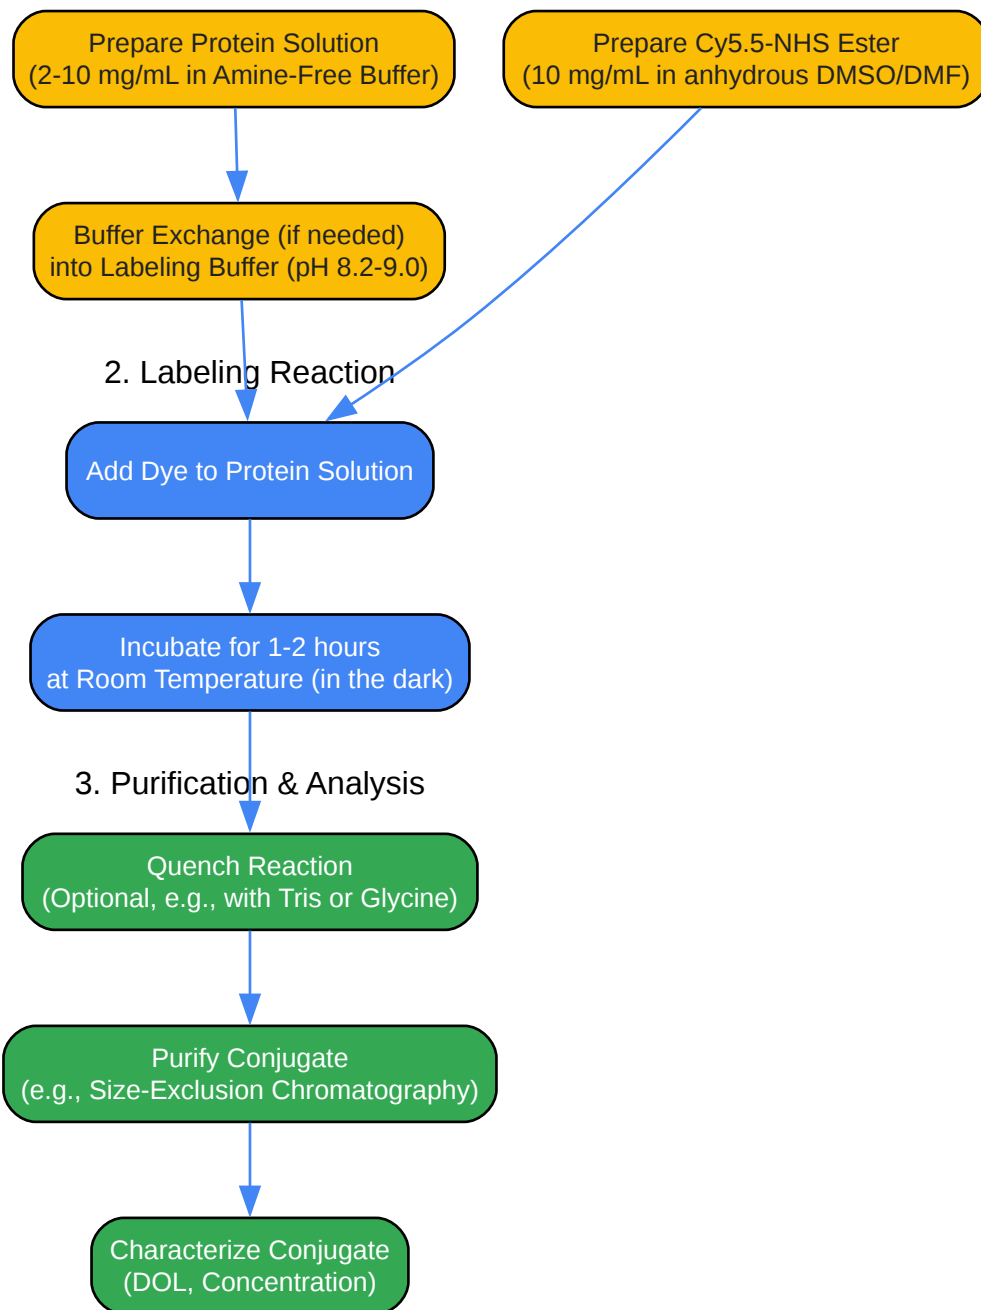 Prepare Protein Solution
(2-10 mg/mL in Amine-Free Buffer)
Prepare Cy5.5-NHS Ester
(10 mg/mL in anhydrous DMSO/DMF)
Buffer Exchange (if needed)
into Labeling Buffer (pH 8.2-9.0)
2. Labeling Reaction
Add Dye to Protein Solution
Incubate for 1-2 hours
at Room Temperature (in the dark)
3. Purification & Analysis
Quench Reaction
(Optional, e.g., with Tris or Glycine)
Purify Conjugate
(e.g., Size-Exclusion Chromatography)
Characterize Conjugate
(DOL, Concentration)